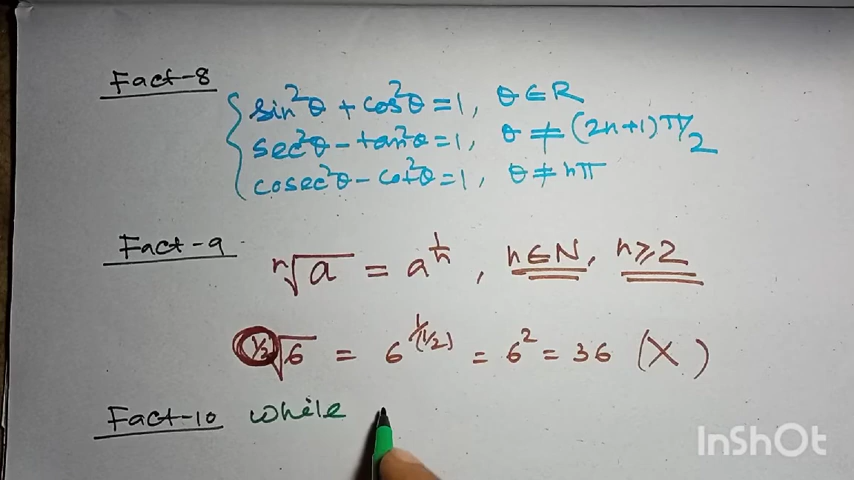 Fact-8
sin²θ + cos²θ = 1, θ ∈ R
sec²θ - tan²θ = 1, θ ≠ (2n+1) π/2
cosec²θ - cot²θ = 1, θ ≠ nπ
Fact-9
ⁿ√a = a^(1/n), n ∈ N, n ≥ 2
^(1/2)√6 = 6^(1/(1/2)) = 6² = 36 (X)
Fact-10 while
InShOt